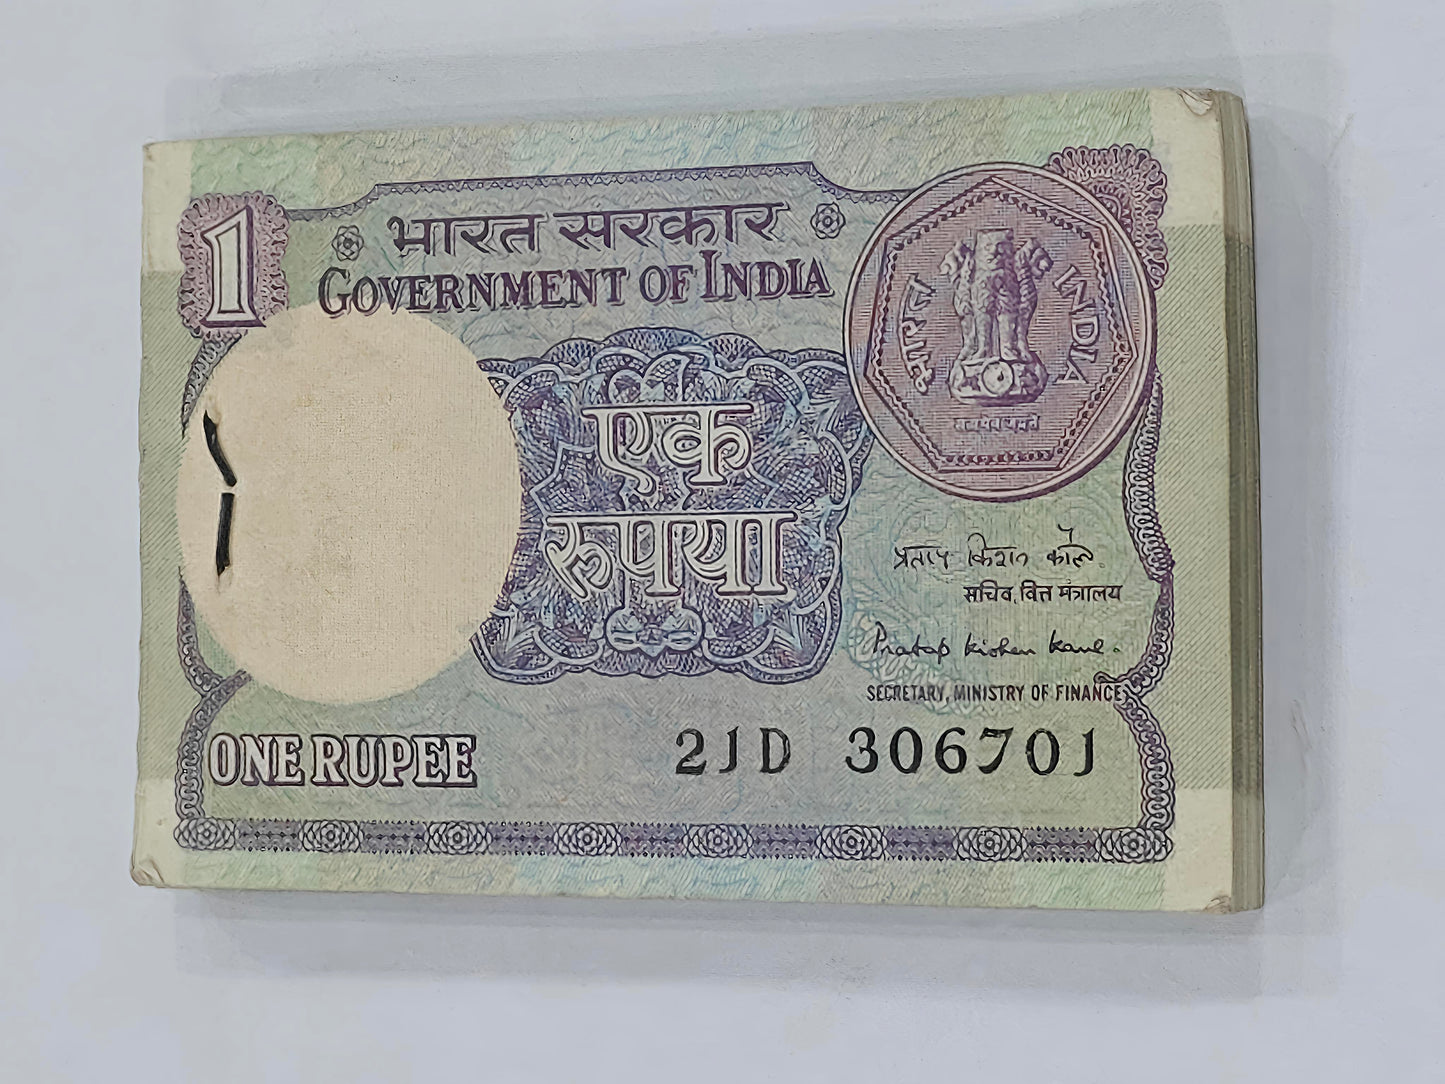 1
भारत सरकार
GOVERNMENT OF INDIA
भारत INDIA
सत्यमेव जयते
एक
रुपया
प्रताप किशन कौल
सचिव, वित्त मंत्रालय
Pratap Kishen Kaul.
SECRETARY, MINISTRY OF FINANCE
ONE RUPEE
21D 306701